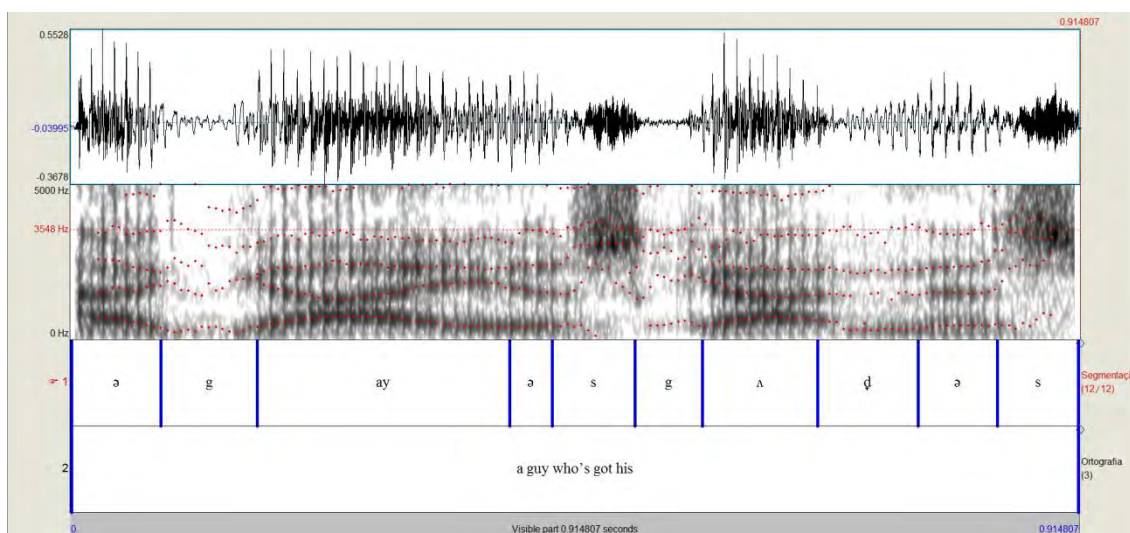 0.914807
0.5528
-0.03995
-0.3678
5000 Hz
3548 Hz
0 Hz
1 ə g ay ə s g ʌ d̥ ə s Segmentaçã
(12/12)
2 a guy who's got his Ortografia
(3)
0. Visible part 0.914807 seconds 0.914807